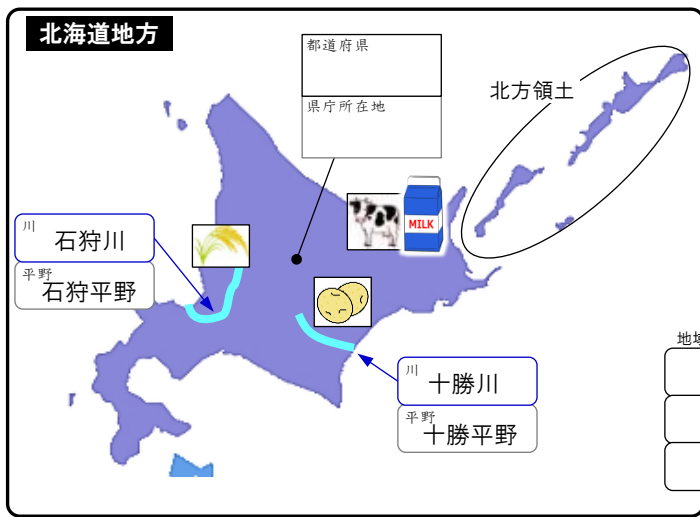 北海道地方
都道府県
県庁所在地
北方領土
MILK
川
石狩川
平野
石狩平野
川
十勝川
平野
十勝平野
地域